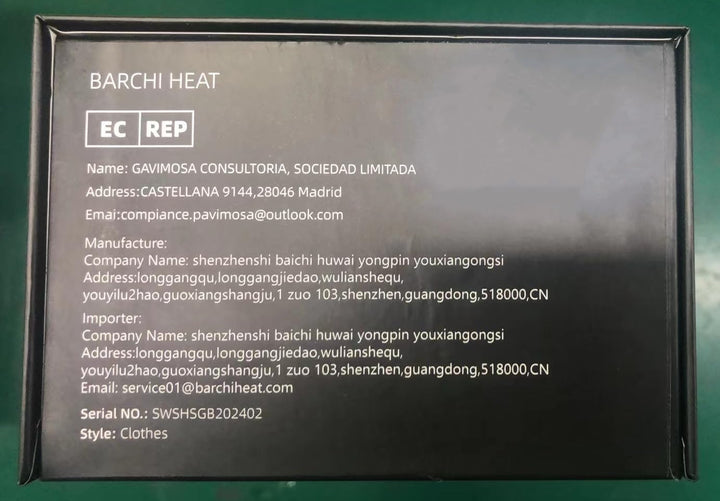 BARCHI HEAT
EC REP
Name: GAVIMOSA CONSULTORIA, SOCIEDAD LIMITADA
Address:CASTELLANA 9144,28046 Madrid
Emai:compiance.pavimosa@outlook.com
Manufacture:
Company Name: shenzhenshi baichi huwai yongpin youxiangongsi
Address:longgangqu,longgangjiedao,wulianshequ,
youyilu2hao,guoxiangshangju,1 zuo 103,shenzhen,guangdong,518000,CN
Importer:
Company Name: shenzhenshi baichi huwai yongpin youxiangongsi
Address:longgangqu,longgangjiedao,wulianshequ,
youyilu2hao,guoxiangshangju,1 zuo 103,shenzhen,guangdong,518000,CN
Email: service01@barchiheat.com
Serial NO.: SWSHSGB202402
Style: Clothes